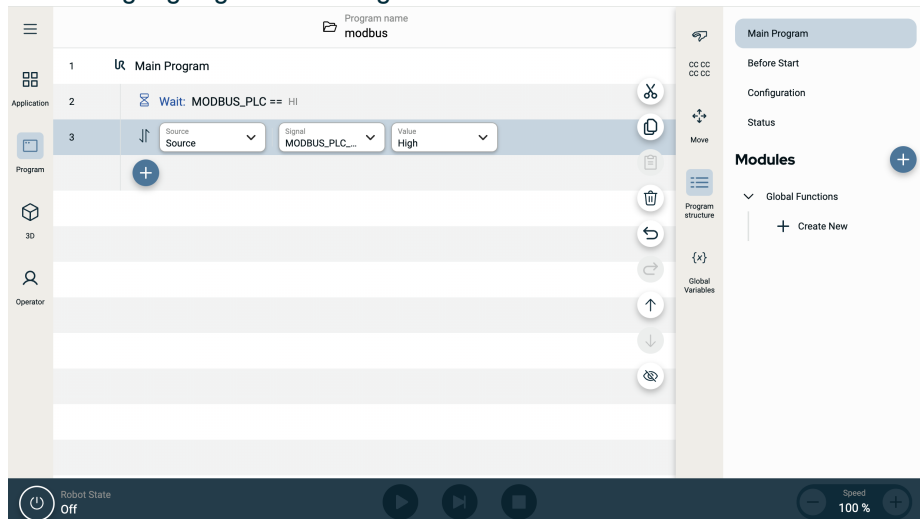 Program name
modbus
Application
Program
3D
Operator
1 Main Program
2 Wait: MODBUS_PLC == HI
3
Source
Source
Signal
MODBUS_PLC_...
Value
High
CC CC
CC CC
Move
Program
structure
{x}
Global
Variables
Main Program
Before Start
Configuration
Status
Modules
Global Functions
Create New
Robot State
Off
Speed
100 %